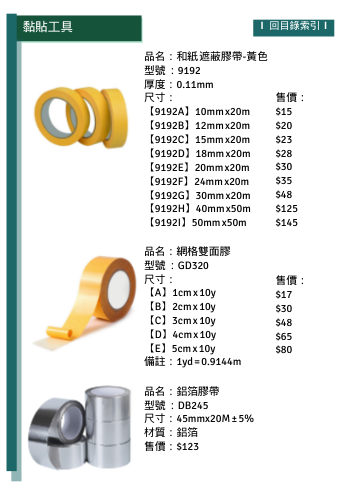 黏貼工具
回目錄索引
品名：和紙遮蔽膠帶-黃色
型號：9192
厚度：0.11mm
尺寸： 售價：
【9192A】10mmx20m $15
【9192B】12mmx20m $20
【9192C】15mmx20m $23
【9192D】18mmx20m $28
【9192E】20mmx20m $30
【9192F】24mmx20m $35
【9192G】30mmx20m $48
【9192H】40mmx50m $125
【9192I】50mmx50m $145
品名：網格雙面膠
型號：GD320
尺寸： 售價：
【A】1cmx10y $17
【B】2cmx10y $30
【C】3cmx10y $48
【D】4cmx10y $65
【E】5cmx10y $80
備註：1yd=0.9144m
品名：鋁箔膠帶
型號：DB245
尺寸：45mmx20M±5%
材質：鋁箔
售價：$123